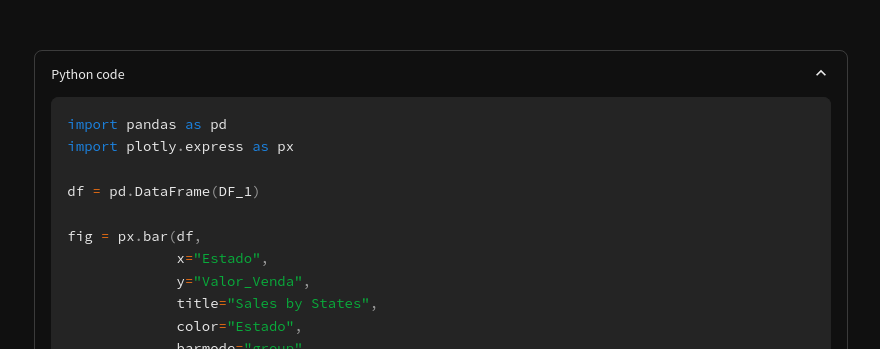 Python code
import pandas as pd
import plotly.express as px
df = pd.DataFrame(DF_1)
fig = px.bar(df,
x="Estado",
y="Valor_Venda",
title="Sales by States",
color="Estado",
barmode="group"